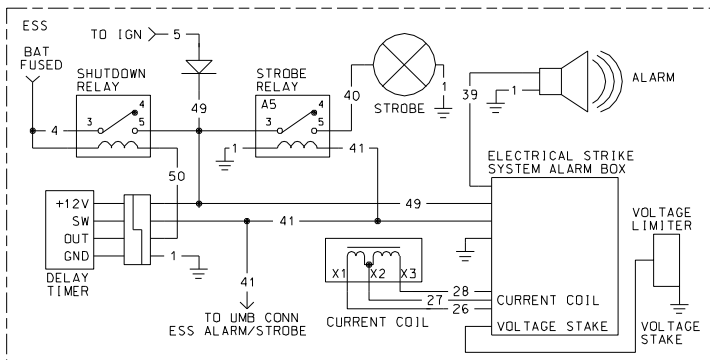 ESS
TO IGN
5
BAT
FUSED
SHUTDOWN
RELAY
STROBE
RELAY
STROBE
ALARM
4
3
4
5
49
A5
3
4
5
40
1
39
1
1
41
50
ELECTRICAL STRIKE
SYSTEM ALARM BOX
+12V
SW
OUT
GND
DELAY
TIMER
49
41
1
41
TO UMB CONN
ESS ALARM/STROBE
X1
X2
X3
CURRENT COIL
28
27
26
CURRENT COIL
VOLTAGE STAKE
VOLTAGE
LIMITER
VOLTAGE
STAKE